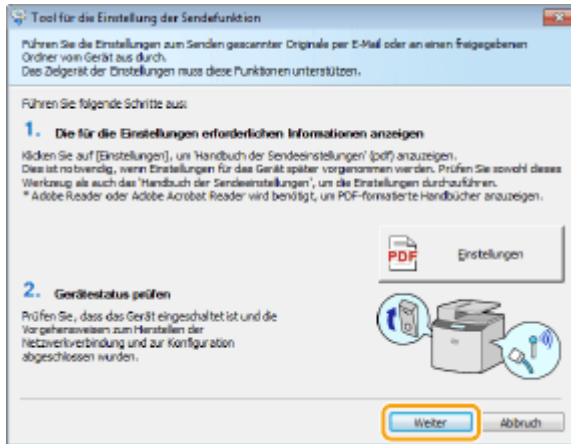 Tool für die Einstellung der Sendefunktion
Führen Sie die Einstellungen zum Senden gescannter Originale per E-Mail oder an einen freigegebenen
Ordner vom Gerät aus durch.
Das Zielgerät der Einstellungen muss diese Funktionen unterstützen.
Führen Sie folgende Schritte aus:
1. Die für die Einstellungen erforderlichen Informationen anzeigen
Klicken Sie auf [Einstellungen], um 'Handbuch der Sendeeinstellungen' (pdf) anzuzeigen.
Dies ist notwendig, wenn Einstellungen für das Gerät später vorgenommen werden. Prüfen Sie sowohl dieses
Werkzeug als auch das 'Handbuch der Sendeeinstellungen', um die Einstellungen durchzuführen.
* Adobe Reader oder Adobe Acrobat Reader wird benötigt, um PDF-formatierte Handbücher anzuzeigen.
PDF
Einstellungen
2. Gerätestatus prüfen
Prüfen Sie, dass das Gerät eingeschaltet ist und die
Vorgehensweisen zum Herstellen der
Netzwerkverbindung und zur Konfiguration
abgeschlossen wurden.
Weiter
Abbruch